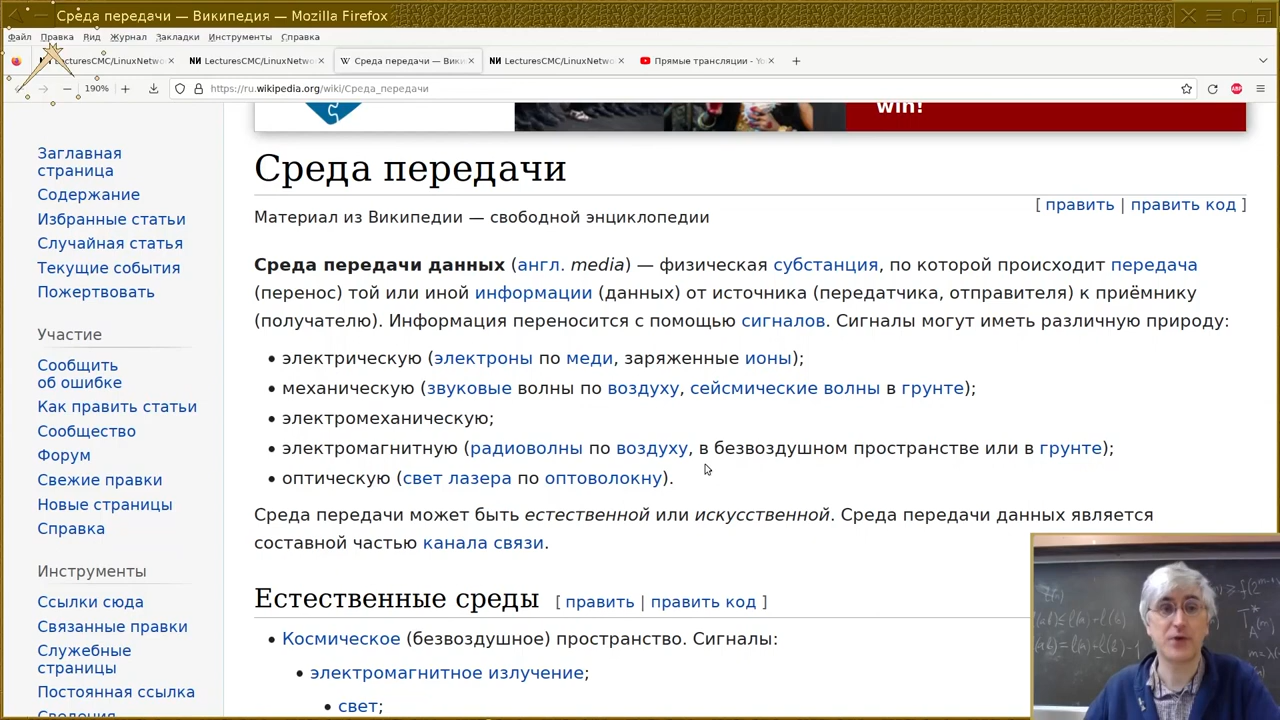 Среда передачи — Википедия — Mozilla Firefox
Файл Правка Вид Журнал Закладки Инструменты Справка
LecturesCMC/LinuxNetwo LecturesCMC/LinuxNetwo Среда передачи — Вики LecturesCMC/LinuxNetwo Прямые трансляции - Yo
190% https://ru.wikipedia.org/wiki/Среда_передачи
win!
Заглавная
страница
Содержание
Избранные статьи
Случайная статья
Текущие события
Пожертвовать
Участие
Сообщить
об ошибке
Как править статьи
Сообщество
Форум
Свежие правки
Новые страницы
Справка
Инструменты
Ссылки сюда
Связанные правки
Служебные
страницы
Постоянная ссылка
Сведения
Среда передачи
[ править | править код ]
Материал из Википедии — свободной энциклопедии
Среда передачи данных (англ. media) — физическая субстанция, по которой происходит передача
(перенос) той или иной информации (данных) от источника (передатчика, отправителя) к приёмнику
(получателю). Информация переносится с помощью сигналов. Сигналы могут иметь различную природу:
• электрическую (электроны по меди, заряженные ионы);
• механическую (звуковые волны по воздуху, сейсмические волны в грунте);
• электромеханическую;
• электромагнитную (радиоволны по воздуху, в безвоздушном пространстве или в грунте);
• оптическую (свет лазера по оптоволокну).
Среда передачи может быть естественной или искусственной. Среда передачи данных является
составной частью канала связи.
Естественные среды [ править | править код ]
• Космическое (безвоздушное) пространство. Сигналы:
• электромагнитное излучение;
• свет;